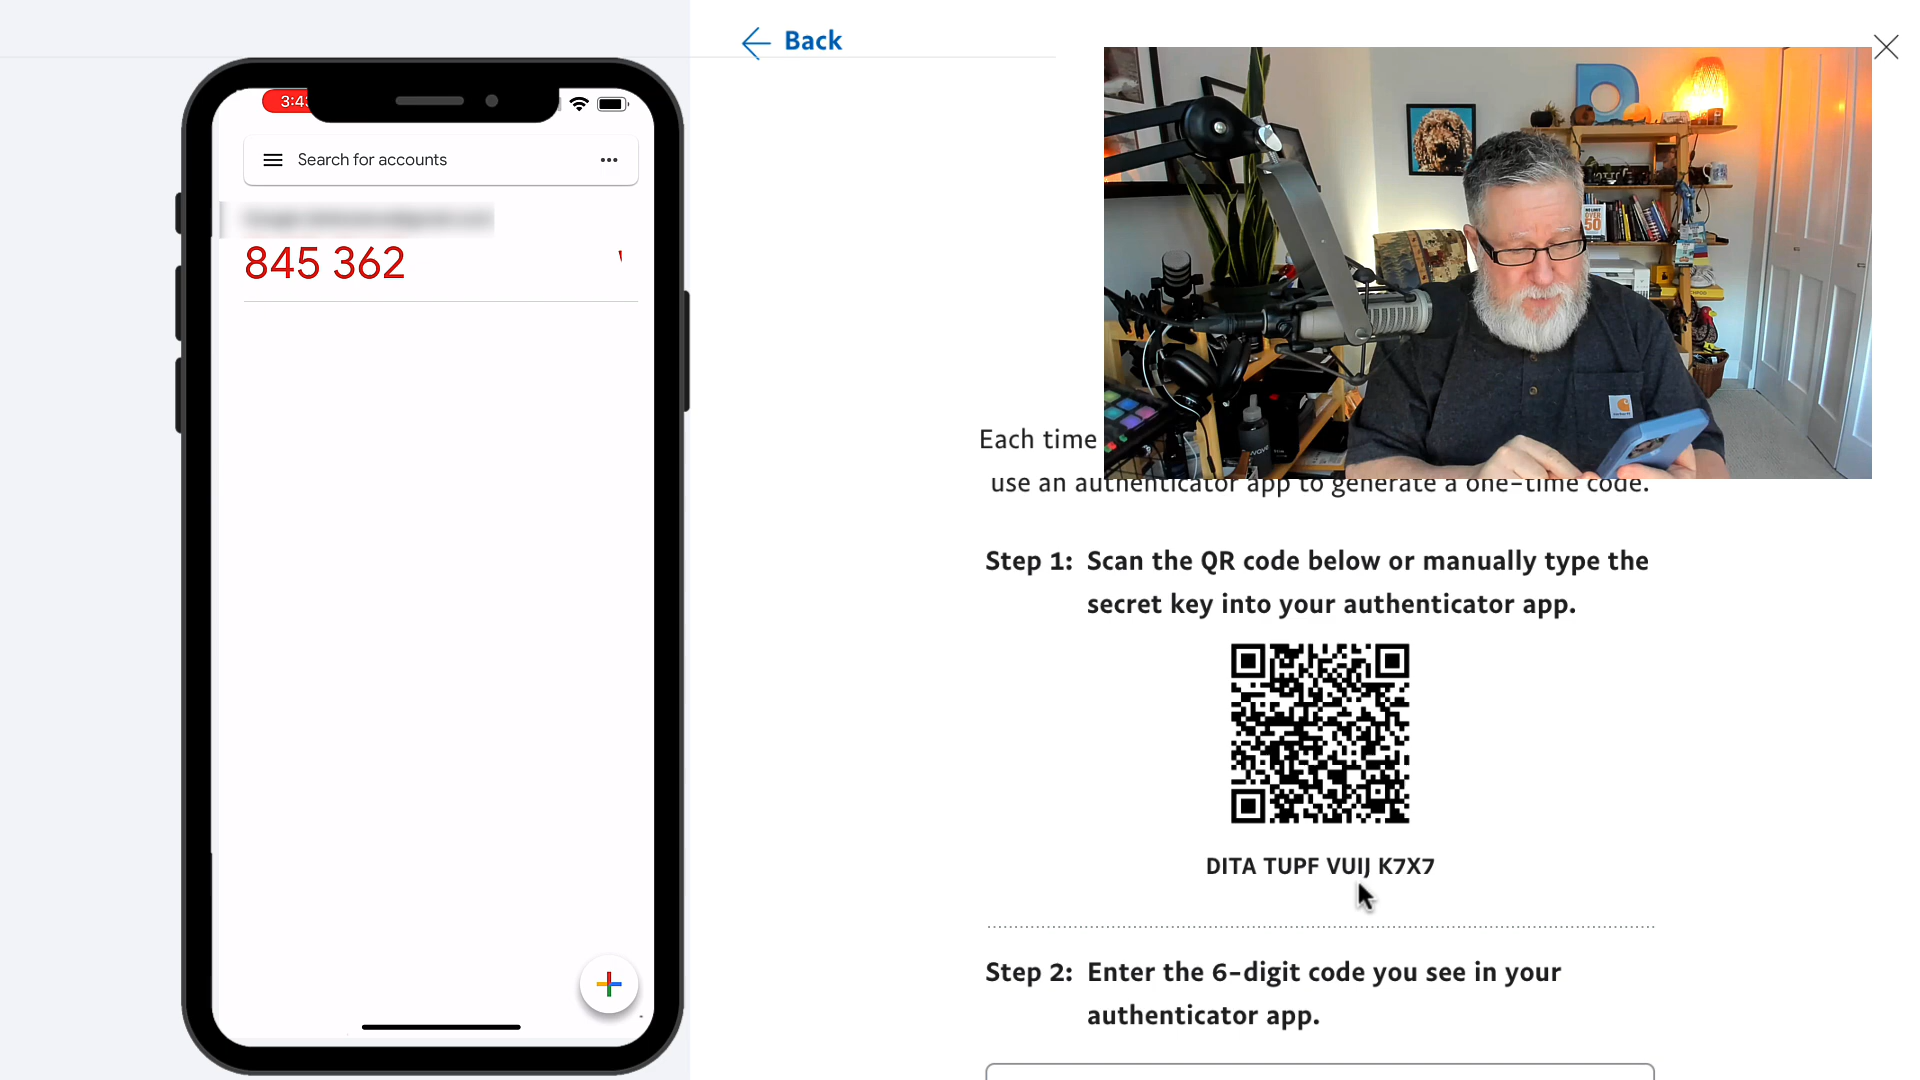 Back
3:4
Search for accounts
845 362
Each time
use an authenticator app to generate a one-time code.
Step 1: Scan the QR code below or manually type the
secret key into your authenticator app.
DITA TUPF VUIJ K7X7
Step 2: Enter the 6-digit code you see in your
authenticator app.
OVER
50